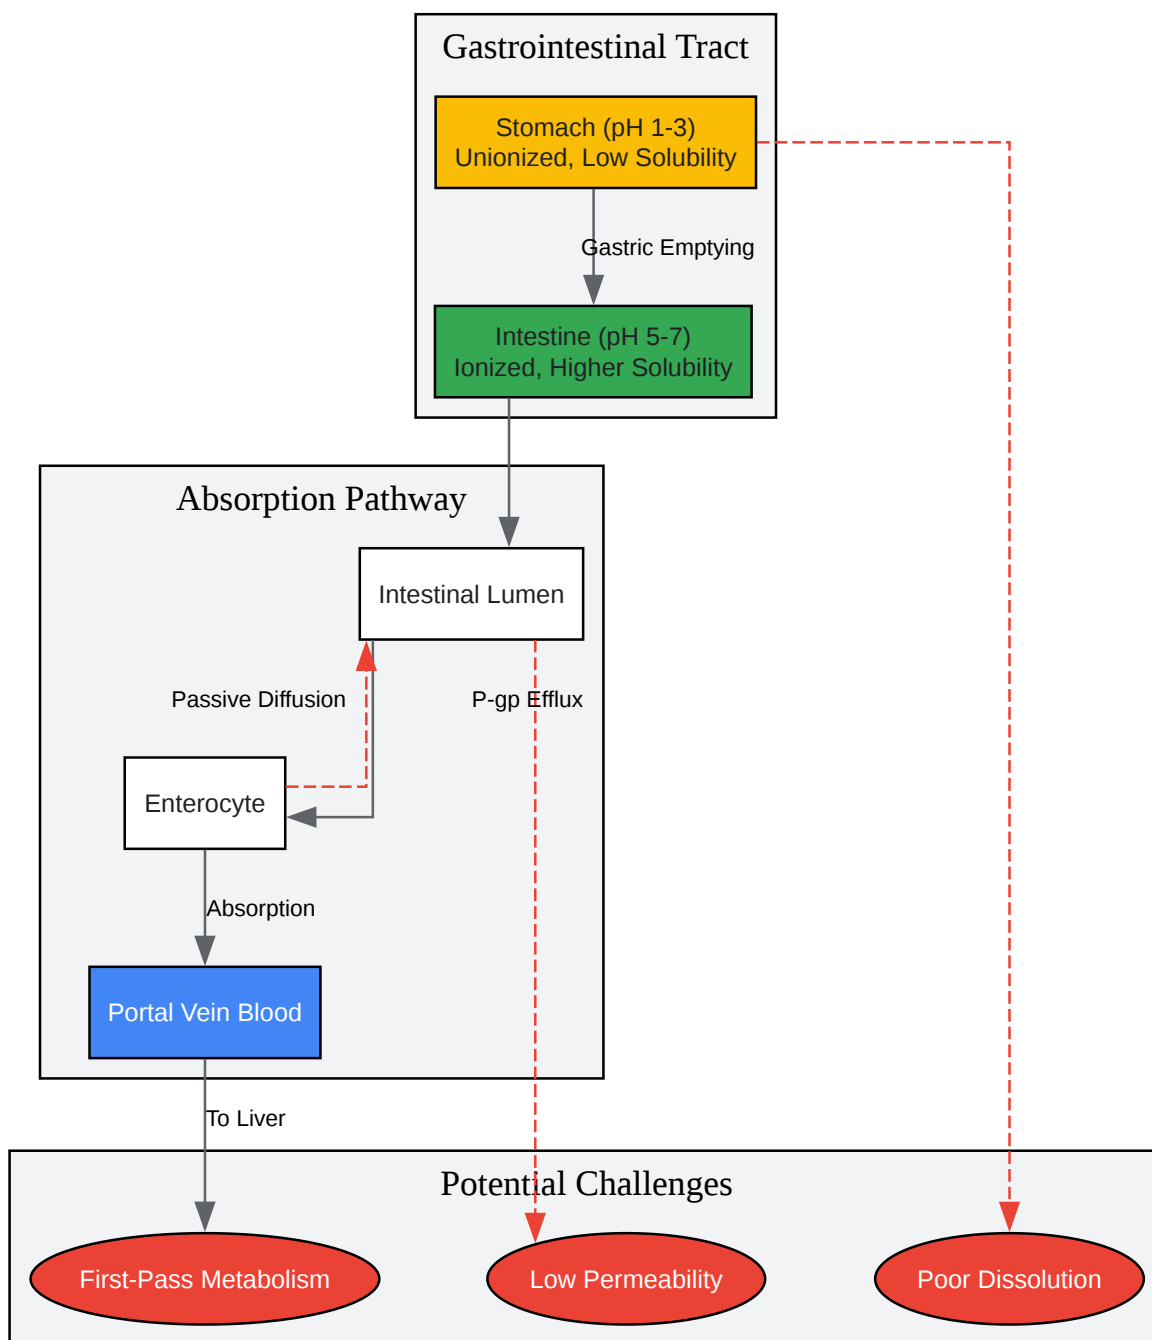 Gastrointestinal Tract
Stomach (pH 1-3)
Unionized, Low Solubility
Gastric Emptying
Intestine (pH 5-7)
Ionized, Higher Solubility
Absorption Pathway
Intestinal Lumen
Passive Diffusion
P-gp Efflux
Enterocyte
Absorption
Portal Vein Blood
To Liver
Potential Challenges
First-Pass Metabolism
Low Permeability
Poor Dissolution